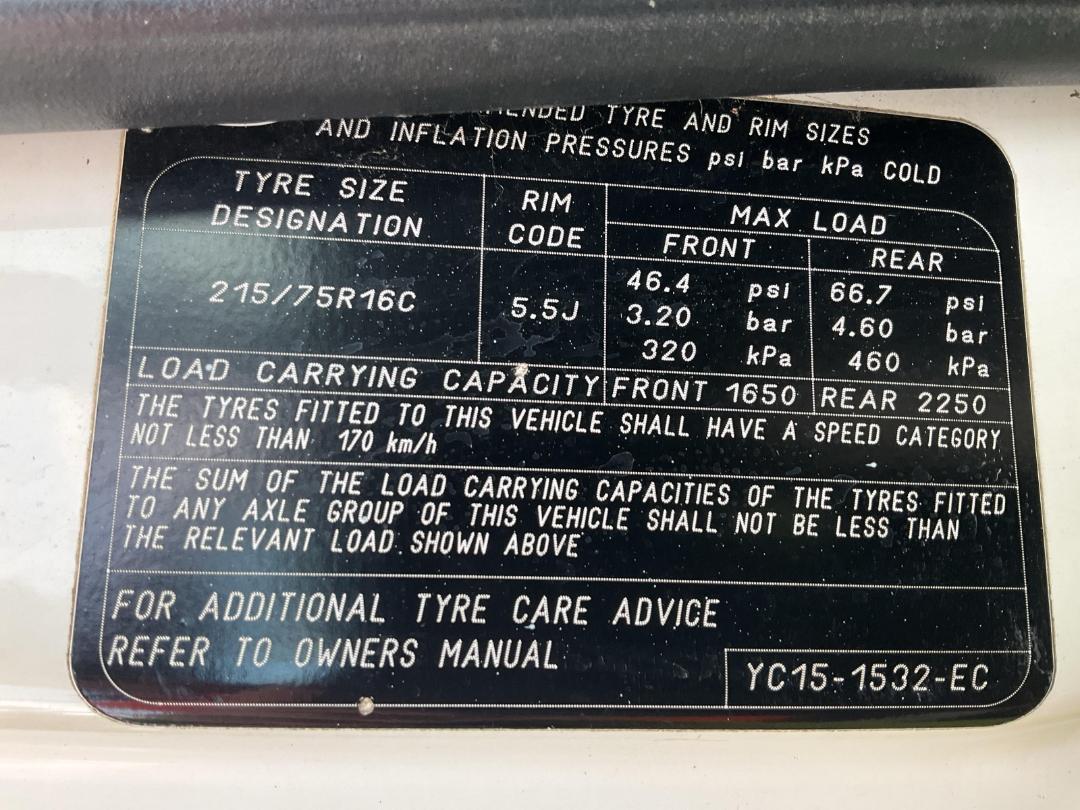 TYRE AND RIM SIZES
AND INFLATION PRESSURES psi bar kPa COLD
TYRE SIZE DESIGNATION
RIM CODE
MAX LOAD
FRONT
REAR
215/75R16C
5.5J
46.4 psi
3.20 bar
320 kPa
66.7 psi
4.60 bar
460 kPa
LOAD CARRYING CAPACITY FRONT 1650 REAR 2250
THE TYRES FITTED TO THIS VEHICLE SHALL HAVE A SPEED CATEGORY
NOT LESS THAN 170 km/h
THE SUM OF THE LOAD CARRYING CAPACITIES OF THE TYRES FITTED
TO ANY AXLE GROUP OF THIS VEHICLE SHALL NOT BE LESS THAN
THE RELEVANT LOAD SHOWN ABOVE
FOR ADDITIONAL TYRE CARE ADVICE
REFER TO OWNERS MANUAL
YC15-1532-EC